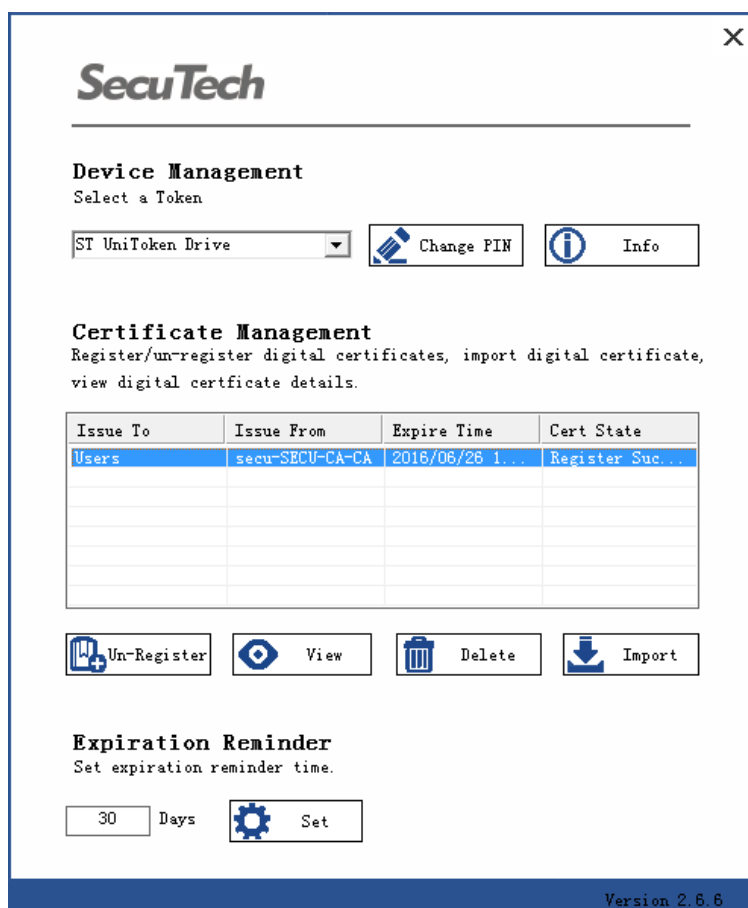 SecuTech
Device Management
Select a Token
ST UniToken Drive
Change PIN
Info
Certificate Management
Register/un-register digital certificates, import digital certificate,
view digital certficate details.
Issue To Issue From Expire Time Cert State
Users secu-SECU-CA-CA 2016/06/26 1... Register Suc...
Un-Register
View
Delete
Import
Expiration Reminder
Set expiration reminder time.
30 Days
Set
Version 2.6.6